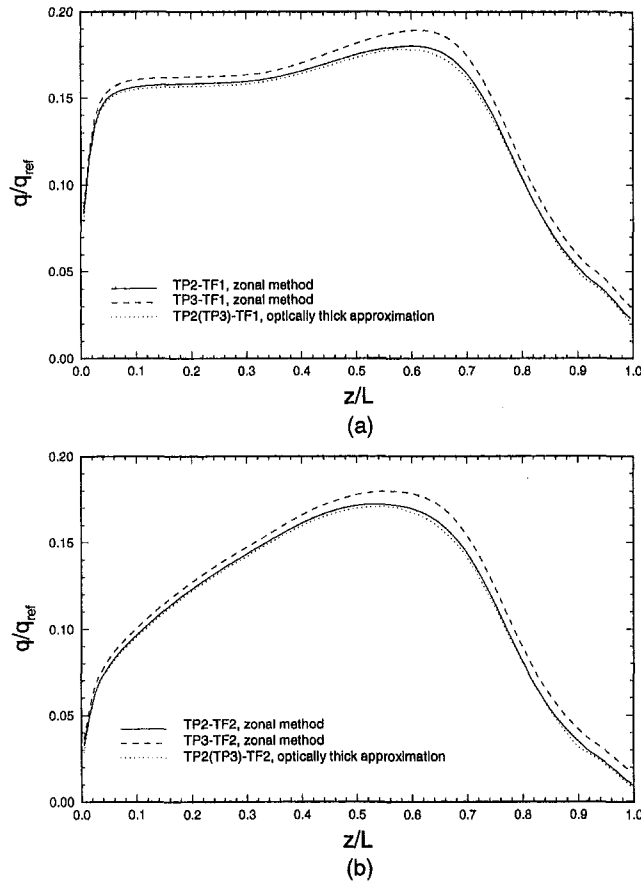 0.20
0.15
0.10
0.05
0.00
q/q_ref
TP2-TF1, zonal method
TP3-TF1, zonal method
TP2(TP3)-TF1, optically thick approximation
0.0 0.1 0.2 0.3 0.4 0.5 0.6 0.7 0.8 0.9 1.0
z/L
(a)
0.20
0.15
0.10
0.05
0.00
q/q_ref
TP2-TF2, zonal method
TP3-TF2, zonal method
TP2(TP3)-TF2, optically thick approximation
0.0 0.1 0.2 0.3 0.4 0.5 0.6 0.7 0.8 0.9 1.0
z/L
(b)